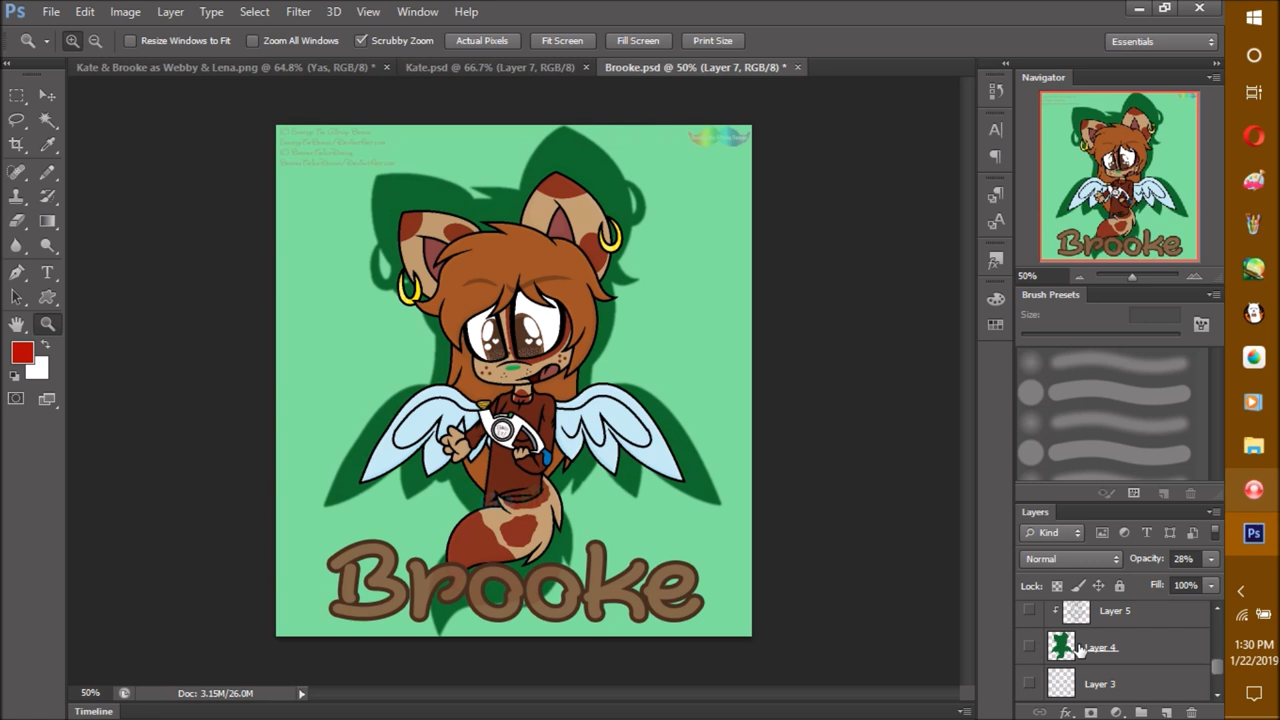 Ps File Edit Image Layer Type Select Filter 3D View Window Help
Resize Windows to Fit Zoom All Windows Scrubby Zoom Actual Pixels Fit Screen Fill Screen Print Size Essentials
Kate & Brooke as Webby & Lena.png @ 64.8% (Yas, RGB/8) * × Kate.psd @ 66.7% (Layer 7, RGB/8) × Brooke.psd @ 50% (Layer 7, RGB/8) * ×
Navigator
Brooke
50%
Brush Presets
Size:
Brooke
Layers
Kind
Normal Opacity: 28%
Lock: Fill: 100%
Layer 5
Layer 4
Layer 3
50% Doc: 3.15M/26.0M
Timeline
Ps
1:30 PM
1/22/2019